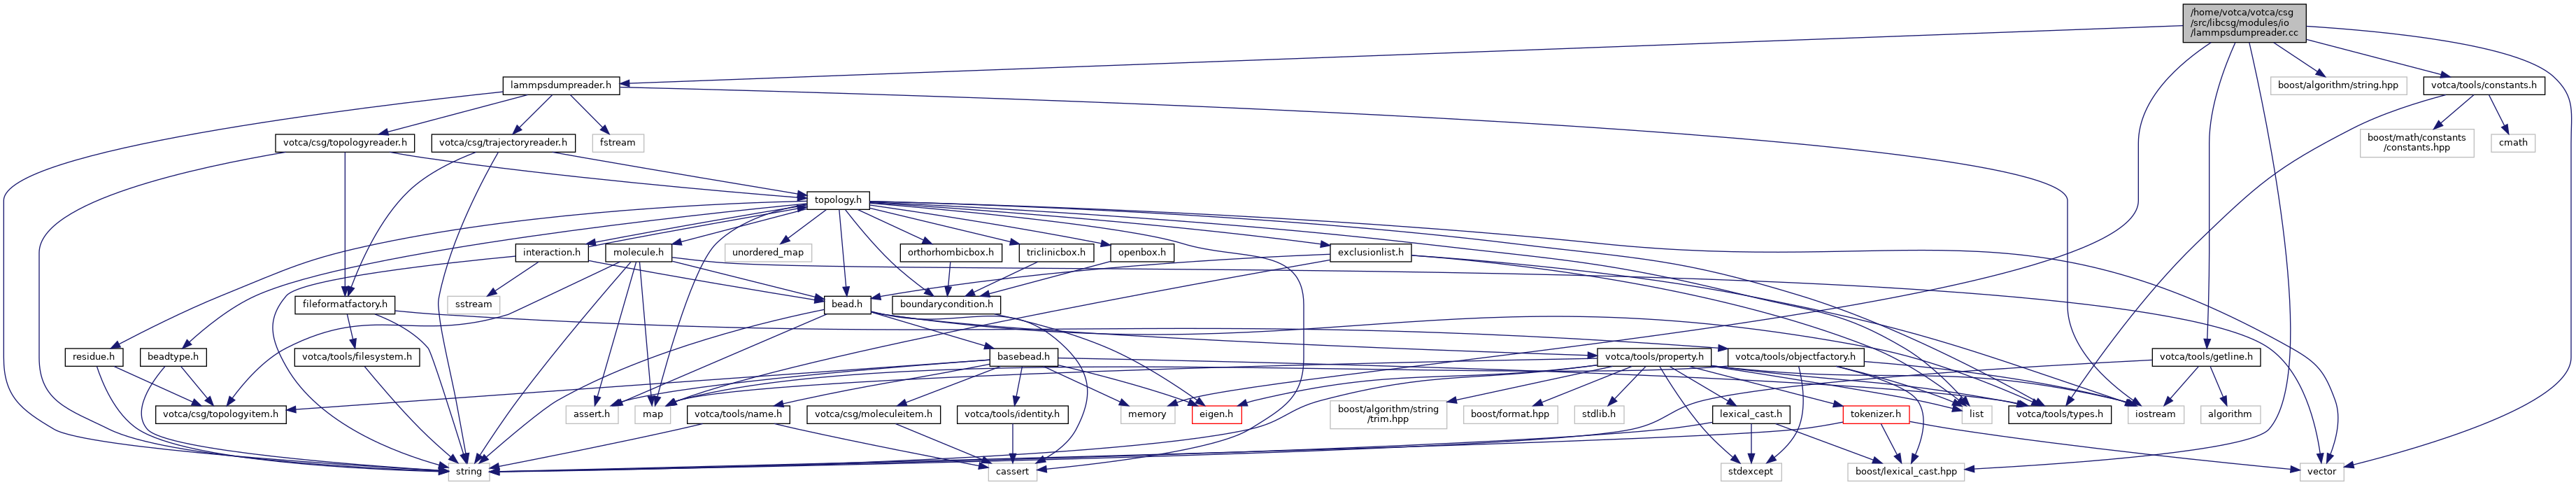 /home/votca/votca/csg
/src/libcsg/modules/io
/lammpsdumpreader.cc
lammpsdumpreader.h
boost/algorithm/string.hpp
votca/tools/constants.h
votca/csg/topologyreader.h
votca/csg/trajectoryreader.h
fstream
boost/math/constants
/constants.hpp
cmath
topology.h
interaction.h
molecule.h
unordered_map
orthorhombicbox.h
triclinicbox.h
openbox.h
exclusionlist.h
fileformatfactory.h
sstream
bead.h
boundarycondition.h
residue.h
beadtype.h
votca/tools/filesystem.h
basebead.h
votca/tools/property.h
votca/tools/objectfactory.h
votca/tools/getline.h
votca/csg/topologyitem.h
assert.h
map
votca/tools/name.h
votca/csg/moleculeitem.h
votca/tools/identity.h
memory
eigen.h
boost/algorithm/string
/trim.hpp
boost/format.hpp
stdlib.h
lexical_cast.h
tokenizer.h
list
votca/tools/types.h
iostream
algorithm
string
cassert
stdexcept
boost/lexical_cast.hpp
vector